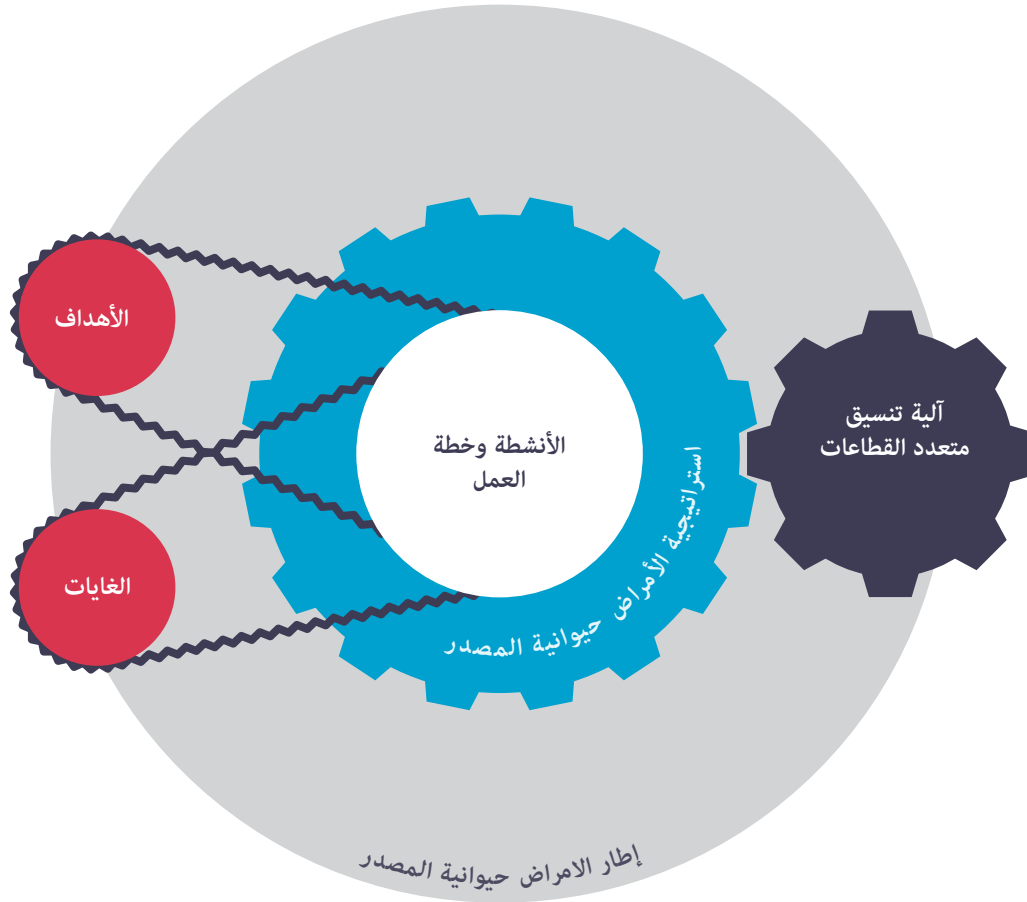 الأهداف
آلية تنسيق
متعدد القطاعات
الأنشطة وخطة
العمل
استراتيجية الأمراض حيوانية المصدر
الغايات
إطار الامراض حيوانية المصدر